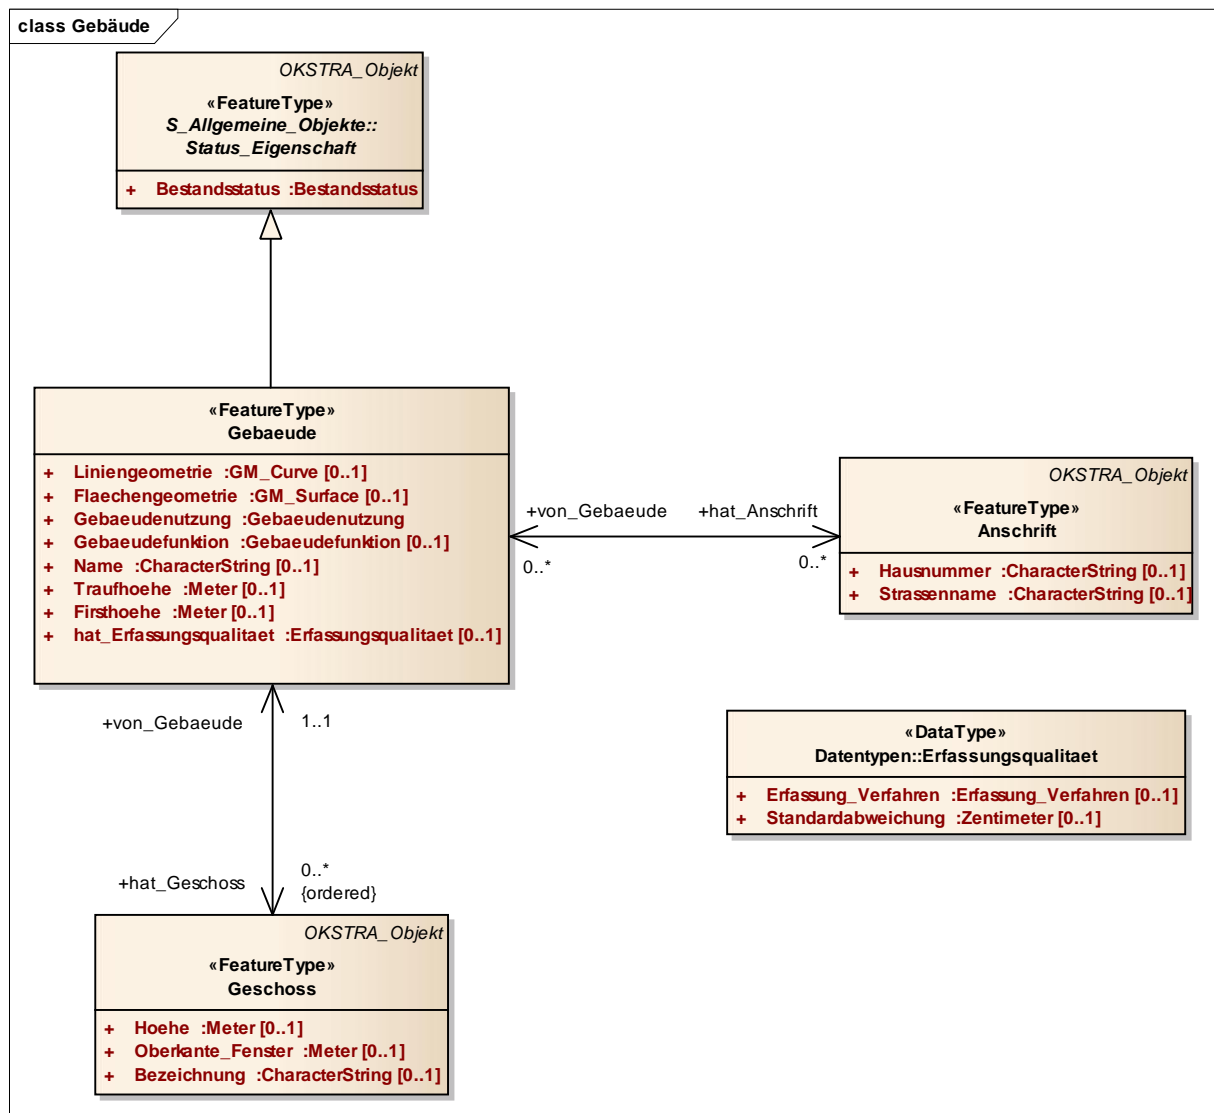 class Gebäude
OKSTRA_Objekt
«FeatureType»
S_Allgemeine_Objekte::
Status_Eigenschaft
+ Bestandsstatus :Bestandsstatus
«FeatureType»
Gebaeude
+ Liniengeometrie :GM_Curve [0..1]
+ Flaechengeometrie :GM_Surface [0..1]
+ Gebaeudenutzung :Gebaeudenutzung
+ Gebaeudefunktion :Gebaeudefunktion [0..1]
+ Name :CharacterString [0..1]
+ Traufhoehe :Meter [0..1]
+ Firsthoehe :Meter [0..1]
+ hat_Erfassungsqualitaet :Erfassungsqualitaet [0..1]
+von_Gebaeude +hat_Anschrift
0..* 0..*
OKSTRA_Objekt
«FeatureType»
Anschrift
+ Hausnummer :CharacterString [0..1]
+ Strassenname :CharacterString [0..1]
+von_Gebaeude 1..1
«DataType»
Datentypen::Erfassungsqualitaet
+ Erfassung_Verfahren :Erfassung_Verfahren [0..1]
+ Standardabweichung :Zentimeter [0..1]
0..*
+hat_Geschoss {ordered}
OKSTRA_Objekt
«FeatureType»
Geschoss
+ Hoehe :Meter [0..1]
+ Oberkante_Fenster :Meter [0..1]
+ Bezeichnung :CharacterString [0..1]